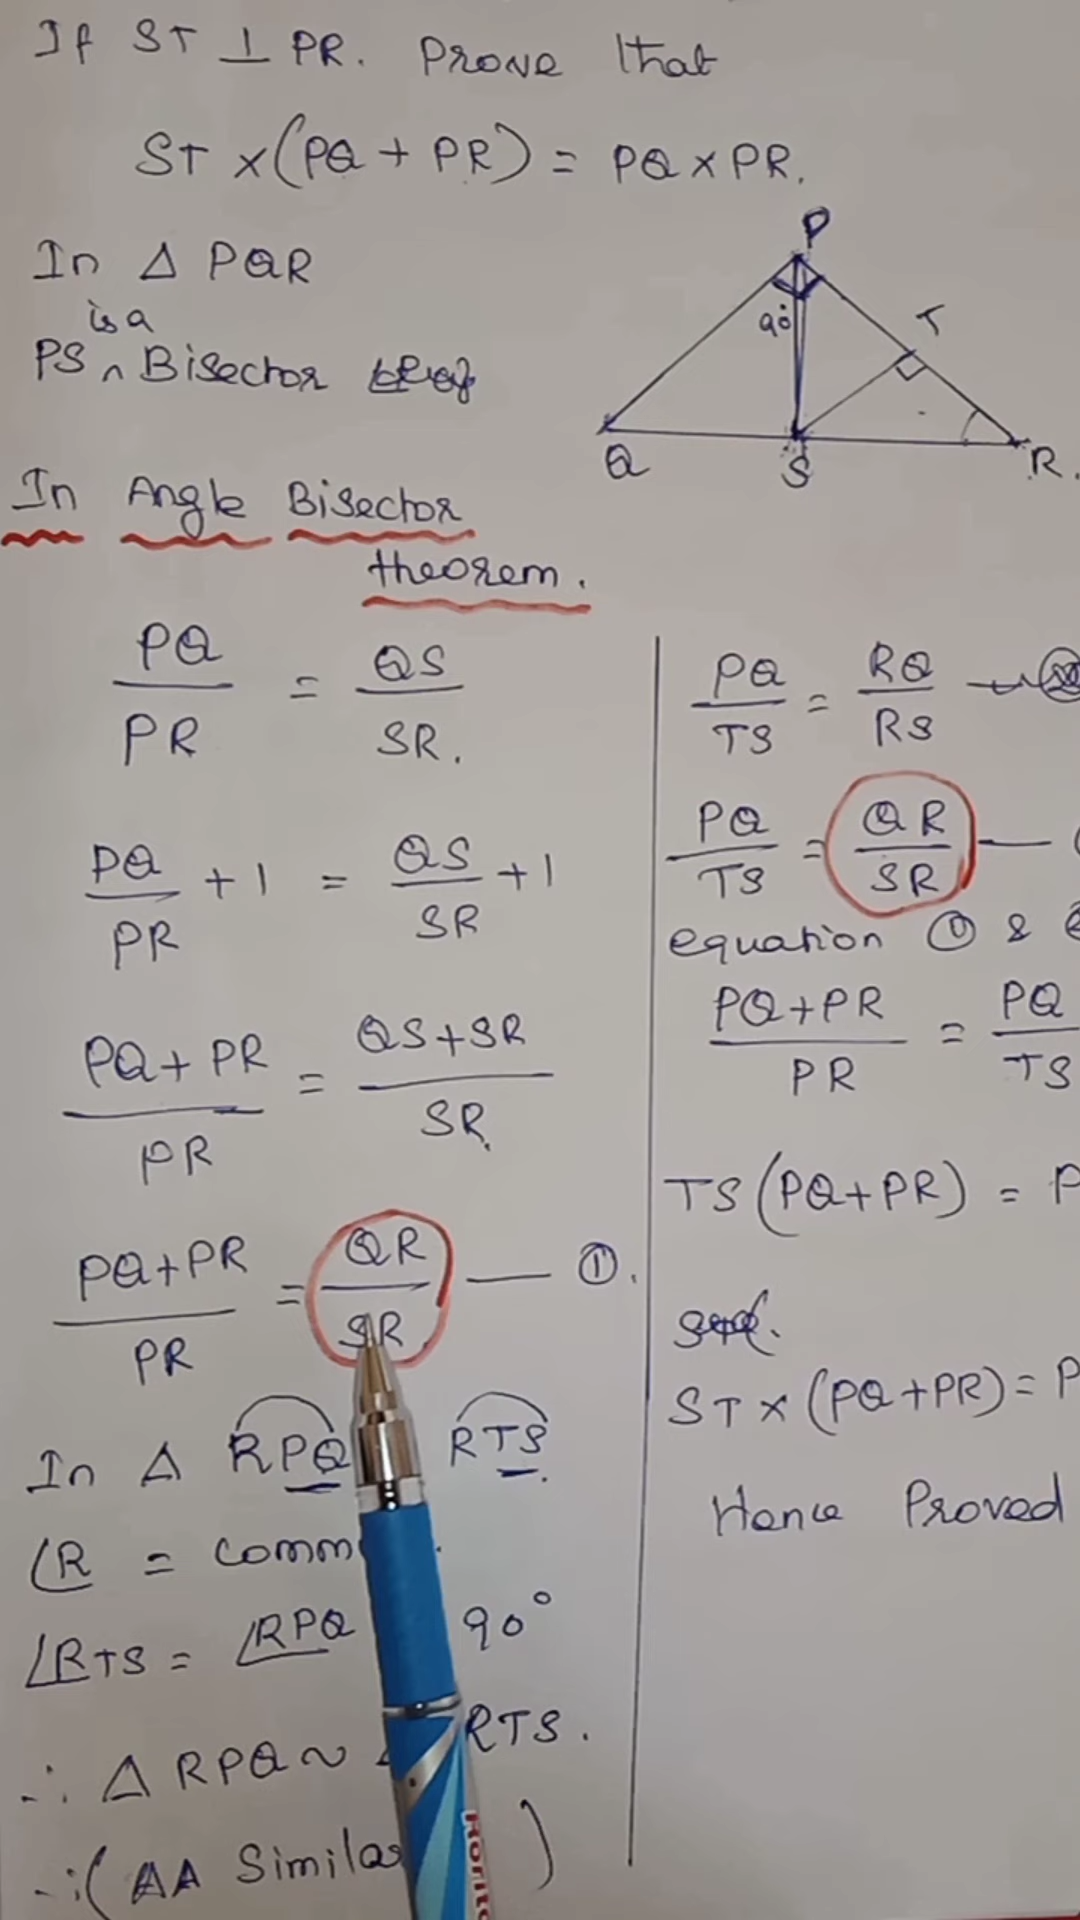 If ST ⊥ PR. Prove that
ST × (PQ + PR) = PQ × PR.
In Δ PQR
is a
PS ^ Bisector
P
90°
T
Q
S
R.
In Angle Bisector
theorem.
PQ/PR = QS/SR.
PQ/PR + 1 = QS/SR + 1
PQ + PR/PR = QS + SR/SR.
PQ + PR/PR = QR/SR — ①.
In Δ RPQ RTS.
∠R = comm
∠RTS = ∠RPQ 90°
∴ Δ RPQ ~ RTS.
∴ (AA Similar )
PQ/TS = RQ/RS
PQ/TS = QR/SR —
equation ① & ②
PQ + PR/PR = PQ/TS
TS (PQ + PR) = P
ST × (PQ + PR) = P
Hence Proved